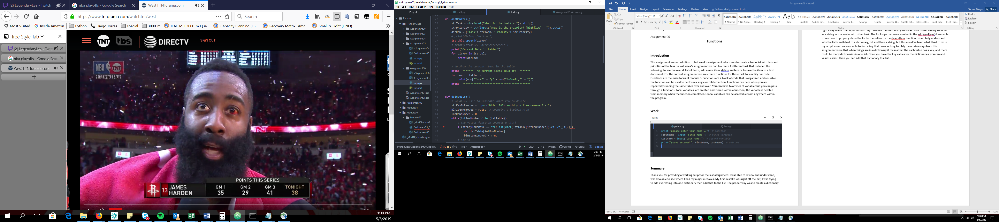 (2) LegendaryLea - Twitch
nba playoffs - Google Search
West | TNTdrama.com
https://www.tntdrama.com/watchtnt/west
Search
Most Visited
Inside Amazon
Python
Diego Torres
special
3000-m
ILAC MFI 3000-m Que...
Capacity Planning (FB...
Recovery Matrix- Ama...
Small & Light (UNO) -...
Tree Style Tab
(2) LegendaryLea - Twit
nba playoffs - Google Sea
West | TNTdrama.com
TNT
tbs
AT&T
DIRECTV
SIGN OUT
NBA TNT
2019 WESTERN SEMIS
POINTS THIS SERIES
13 JAMES HARDEN
GM 1 GM 2 GM 3 TONIGHT
35 29 41 38
9:08 PM
5/6/2019
todo.py — C:\Users\dietorre\Desktop\Python — Atom
File Edit View Selection Find Packages Help
Project
test1.py
todo.py
Assigment05_Answer.py
Python
_PythonClass
Assignemnt06
Assignment03
Assignment04
Assignment05
~$signment04
Assignment05.
todo.py
todo.txt
Assignment06
~$signment06
Assignment06.
todo.py
todo.txt
Assignment04.zip
Assignment05.zip
Assignment02
Module04
Module06
Module06
_Mod6PythonF
Assigment05_A
Assignment06.
_Mod1PythonPrograr
22 def addNewItem():
23 strTask = str(input("What is the task? - ")).strip()
24 strPriority = str(input("What is the priority? [high|low] - ")).strip()
25 dicRow = {"Task": strTask, "Priority": strPriority}
26 # print(dicRow, "hellooo")
27 lstTable.append(dicRow)
28 # print(lstTable, "herrrrrreeeeeee")
29 print("Current Data in table:")
30 for dicRow in lstTable:
31 print(dicRow)
32
33 # 4a Show the current items in the table
34 print("******* The current items ToDo are: *******")
35 for row in lstTable:
36 print(row["Task"] + "(" + row["Priority"] + ")")
37 print("*******************************************")
38
39
40 def deleteItem():
41 # 5a-Allow user to indicate which row to delete
42 strKeyToRemove = input("Which TASK would you like removed? - ")
43 blnItemRemoved = False # Creating a boolean FLag
44 intRowNumber = 0
45 while(intRowNumber < len(lstTable)):
46 # the values function creates a list!
47 if(strKeyToRemove == str(list(dict(lstTable[intRowNumber]).values())[0])):
48 del lstTable[intRowNumber]
49 blnItemRemoved = True
50 # end if
_PythonClass\Assignment06\todo.py
50 3 0
18:57
Autopep8: √
CRLF UTF-8 Python GitHub Git (0) 1 update
9:08 PM
5/6/2019
Assignment06 - Word
Torres, Diego
Share
File Home Insert Design Layout References Mailings Review View Tell me what you want to do...
Paste
Cut
Copy
Format Painter
Calibri (Body)
11
AaBbCcDc AaBbCcDc AaBbCc AaBbCcC AaB AaBbCcC AaBbCcDc AaBbCcDc AaBbCcDc AaBbCcDc AaBbCcDc AaBbCcDc AaBbCcDc AaBbCcD AaBbCcD AaBbCcDc
¶ Normal ¶ No Spac... Heading 1 Heading 2 Title Subtitle Subtle Em... Emphasis Intense E... Strong Quote Intense Q... Subtle Ref... Intense Re... Book Title ¶ List Para...
Find
Replace
Select
Clipboard
Font
Paragraph
Styles
Editing
Assignment 06
Functions
Introduction
This assignment was an addition to last week's assignment which was to create a to-do list with task and
priorities of the task. In last week's assignment we had to create 4 different task that included the
following: to see the overall list of items, add a new item, delete an item or to save the item to a text
document. For the current assignment we are create functions for these task to simplify our code.
Functions are the main focus of module 6. Functions are a block of code that is organized and reusable,
the function can be used to perform a single or related action. Functions can help when you are
repeatedly running the same takes over and over. You can have two types of variable that you can pass
through a functions. Local variables, are created and stored within a function, the variable is deleted
from memory when the function completes. Global variables can be accessible from anywhere within
the program.
Work
– Atom
python.py
Settings
1 print("please enter your name...") # question
2 Firstname = input("First name:") # first variable
3 Lastname = input("Last name:") # second variable
4 print("youve entered ", Firstname, Lastname) # outcome
5
Summary
Thank you for providing a working script for the last assignment. I was able to review and understand, I
was also able to see where I had my major mistakes. My first mistake was right off the bat, I was trying
to add everything into one dictionary then add that to the list. The proper way was to create a dictionary
right away made that input into a string. I believe the reason why this was done is that having an input
as a string works easier with other task. The for loops that were created in the addNewItem() I was able
to see how to properly show the list to the sellers. In the deleteItem function I don't fully understand
why the list is switched to a dictionary, list and then a string, but this could've been what I had to do in
my script since I was not able to find a key that I was looking for. My main takeaways from this
assignment were that when things are in a dictionary it means that the each value has a key, and there
could be many dictionaries in one list. Once you have the key values for the dictionaries, you can add
values easier. Then you can add that dictionary to a list.
Page 2 of 2 483 words
100%
9:08 PM
5/6/2019